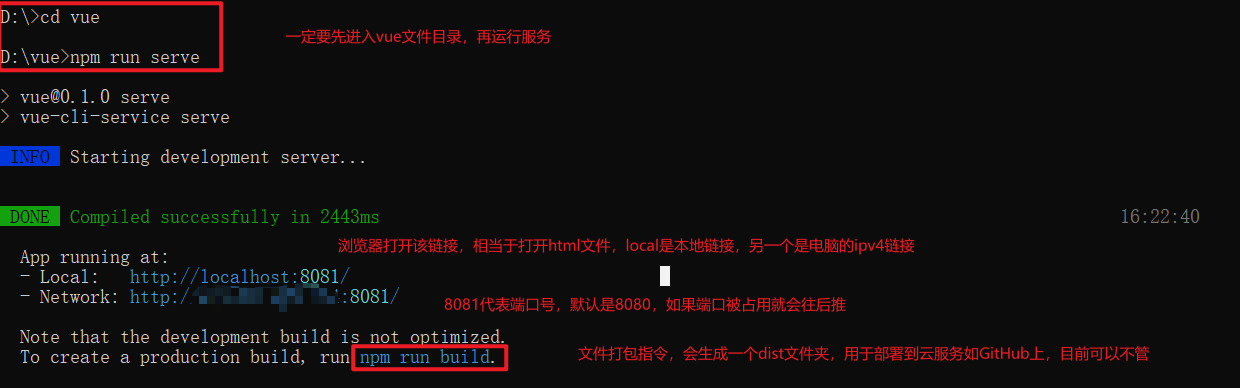 D:\>cd vue
一定要先进入vue文件目录，再运行服务
D:\vue>npm run serve
> vue@0.1.0 serve
> vue-cli-service serve
INFO Starting development server...
DONE Compiled successfully in 2443ms 16:22:40
浏览器打开该链接，相当于打开html文件，local是本地链接，另一个是电脑的ipv4链接
App running at:
- Local: http://localhost:8081/
- Network: http:/ :8081/
8081代表端口号，默认是8080，如果端口被占用就会往后推
Note that the development build is not optimized.
To create a production build, run npm run build.
文件打包指令，会生成一个dist文件夹，用于部署到云服务如GitHub上，目前可以不管